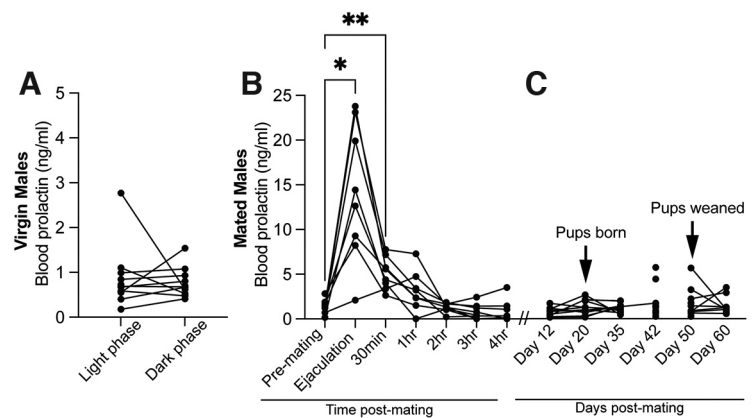 A
Virgin Males
Blood prolactin (ng/ml)
5
4
3
2
1
0
Light phase
Dark phase
B
Mated Males
Blood prolactin (ng/ml)
**
*
25
20
15
10
5
0
Pre-mating
Ejaculation
30min
1hr
2hr
3hr
4hr
Time post-mating
C
Pups born
Pups weaned
//
Day 12
Day 20
Day 35
Day 42
Day 50
Day 60
Days post-mating